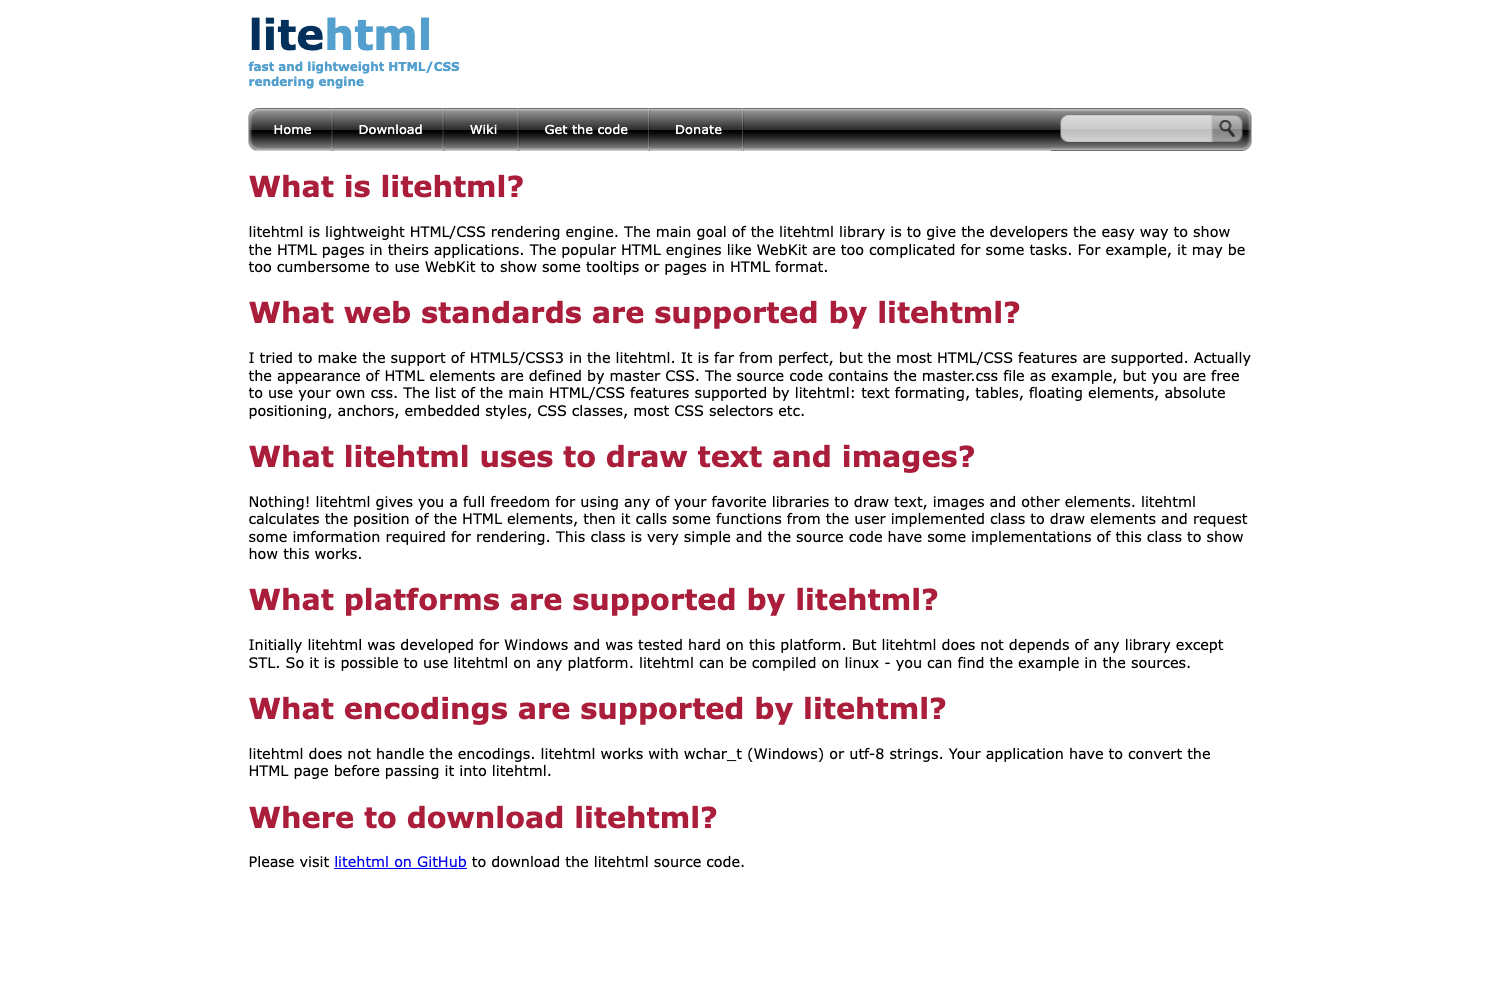 litehtml
fast and lightweight HTML/CSS
rendering engine
Home Download Wiki Get the code Donate
What is litehtml?
litehtml is lightweight HTML/CSS rendering engine. The main goal of the litehtml library is to give the developers the easy way to show
the HTML pages in theirs applications. The popular HTML engines like WebKit are too complicated for some tasks. For example, it may be
too cumbersome to use WebKit to show some tooltips or pages in HTML format.
What web standards are supported by litehtml?
I tried to make the support of HTML5/CSS3 in the litehtml. It is far from perfect, but the most HTML/CSS features are supported. Actually
the appearance of HTML elements are defined by master CSS. The source code contains the master.css file as example, but you are free
to use your own css. The list of the main HTML/CSS features supported by litehtml: text formating, tables, floating elements, absolute
positioning, anchors, embedded styles, CSS classes, most CSS selectors etc.
What litehtml uses to draw text and images?
Nothing! litehtml gives you a full freedom for using any of your favorite libraries to draw text, images and other elements. litehtml
calculates the position of the HTML elements, then it calls some functions from the user implemented class to draw elements and request
some imformation required for rendering. This class is very simple and the source code have some implementations of this class to show
how this works.
What platforms are supported by litehtml?
Initially litehtml was developed for Windows and was tested hard on this platform. But litehtml does not depends of any library except
STL. So it is possible to use litehtml on any platform. litehtml can be compiled on linux - you can find the example in the sources.
What encodings are supported by litehtml?
litehtml does not handle the encodings. litehtml works with wchar_t (Windows) or utf-8 strings. Your application have to convert the
HTML page before passing it into litehtml.
Where to download litehtml?
Please visit litehtml on GitHub to download the litehtml source code.